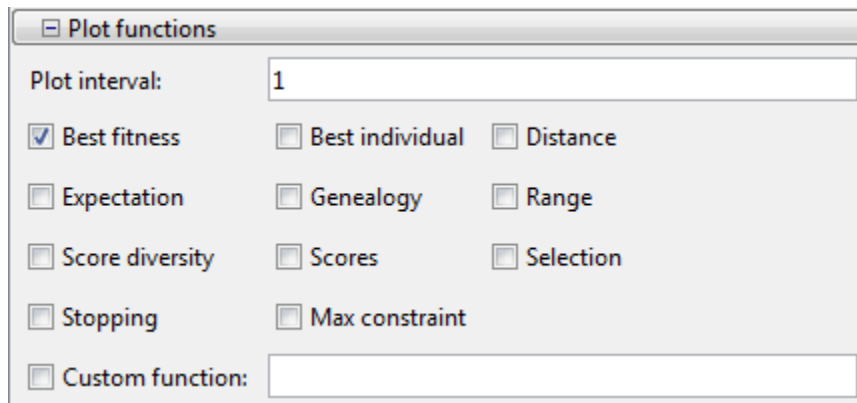 Plot functions
Plot interval: 1
Best fitness Best individual Distance
Expectation Genealogy Range
Score diversity Scores Selection
Stopping Max constraint
Custom function: